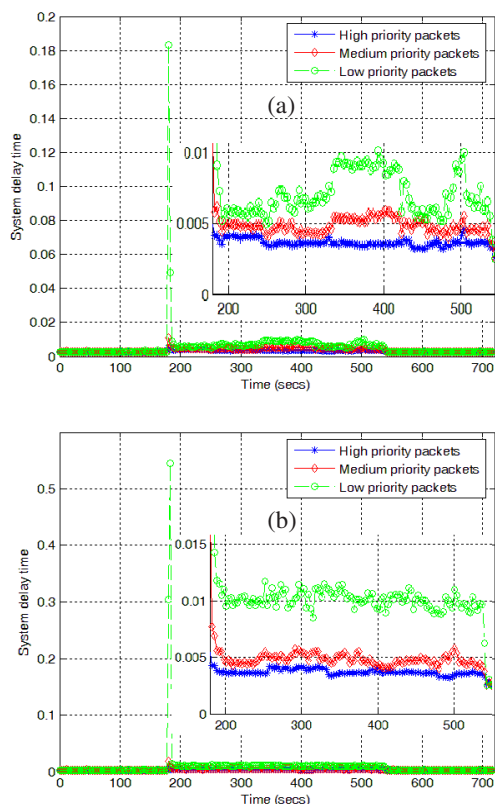 0.2
0.18
0.16
0.14
0.12
0.1
0.08
0.06
0.04
0.02
0
System delay time
High priority packets
Medium priority packets
Low priority packets
(a)
0.01
0.005
0
200 300 400 500
0 100 200 300 400 500 600 700
Time (secs)
0.5
0.4
0.3
0.2
0.1
0
System delay time
High priority packets
Medium priority packets
Low priority packets
(b)
0.01
0.005
0
200 300 400 500
0 100 200 300 400 500 600 700
Time (secs)